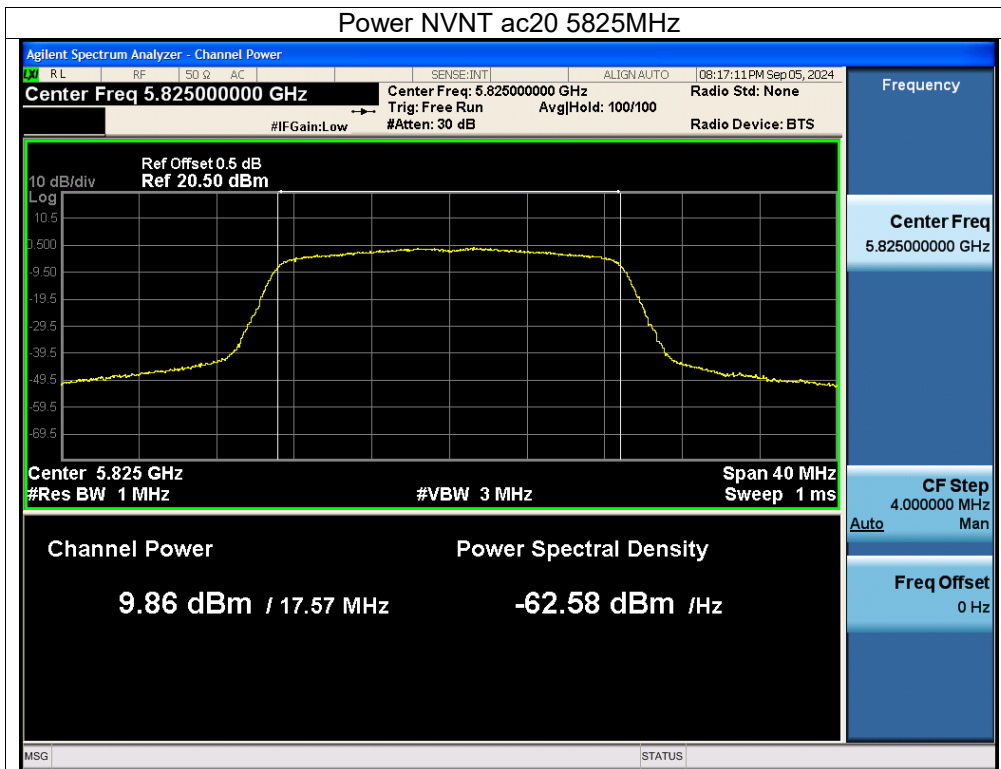 Power NVNT ac20 5825MHz
Agilent Spectrum Analyzer - Channel Power
LXI RL RF 50 Ω AC SENSE:INT ALIGN AUTO 08:17:11 PM Sep 05, 2024
Center Freq 5.825000000 GHz
Center Freq: 5.825000000 GHz Radio Std: None
Trig: Free Run Avg|Hold: 100/100
#IFGain:Low #Atten: 30 dB Radio Device: BTS
Frequency
Ref Offset 0.5 dB
10 dB/div Ref 20.50 dBm
Log
10.5
0.500
-9.50
-19.5
-29.5
-39.5
-49.5
-59.5
-69.5
Center 5.825 GHz Span 40 MHz
#Res BW 1 MHz #VBW 3 MHz Sweep 1 ms
Channel Power Power Spectral Density
9.86 dBm / 17.57 MHz -62.58 dBm /Hz
Center Freq
5.825000000 GHz
CF Step
4.000000 MHz
Auto Man
Freq Offset
0 Hz
MSG STATUS